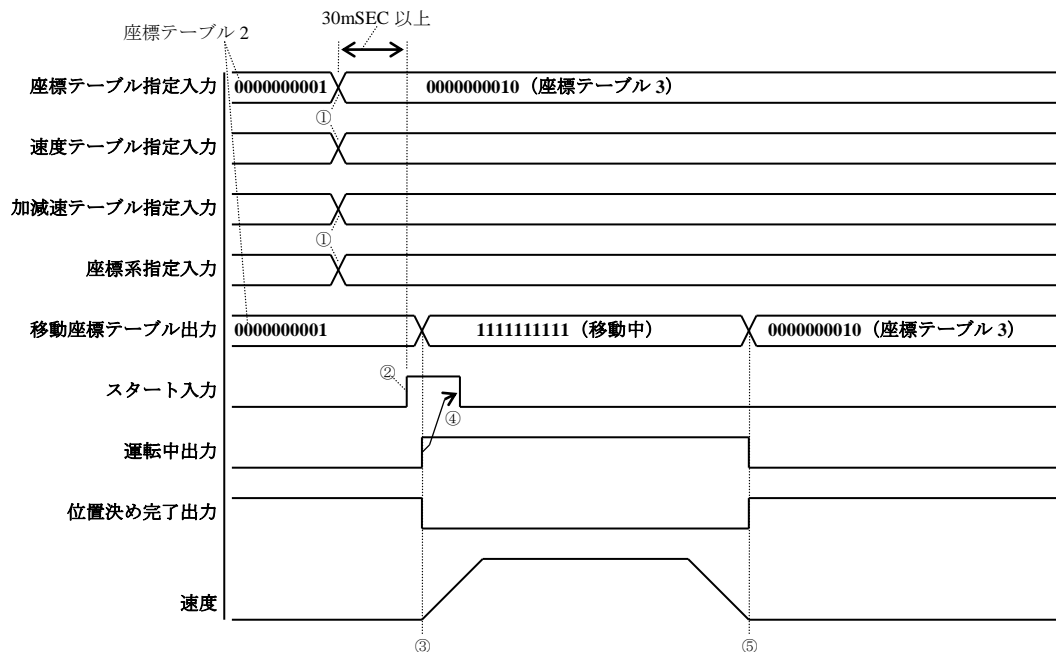 30mSEC 以上
座標テーブル 2
座標テーブル指定入力
0000000001
0000000010（座標テーブル 3）
①
速度テーブル指定入力
加減速テーブル指定入力
①
座標系指定入力
移動座標テーブル出力
0000000001
1111111111（移動中）
0000000010（座標テーブル 3）
②
スタート入力
④
運転中出力
位置決め完了出力
速度
③
⑤